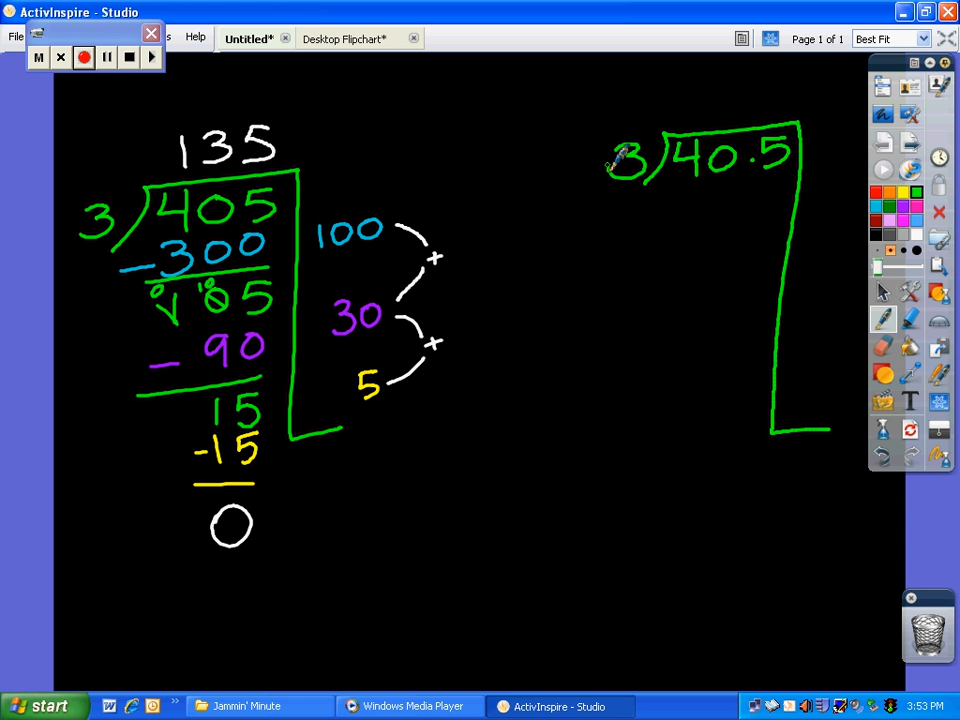 ActivInspire - Studio
File
s
Help
Untitled*
Desktop Flipchart*
Page 1 of 1
Best Fit
M
135
3)405
-300
0 10
105
-90
15
-15
0
100
+
30
+
5
3)40.5
T
start
Jammin' Minute
Windows Media Player
ActivInspire - Studio
3:53 PM